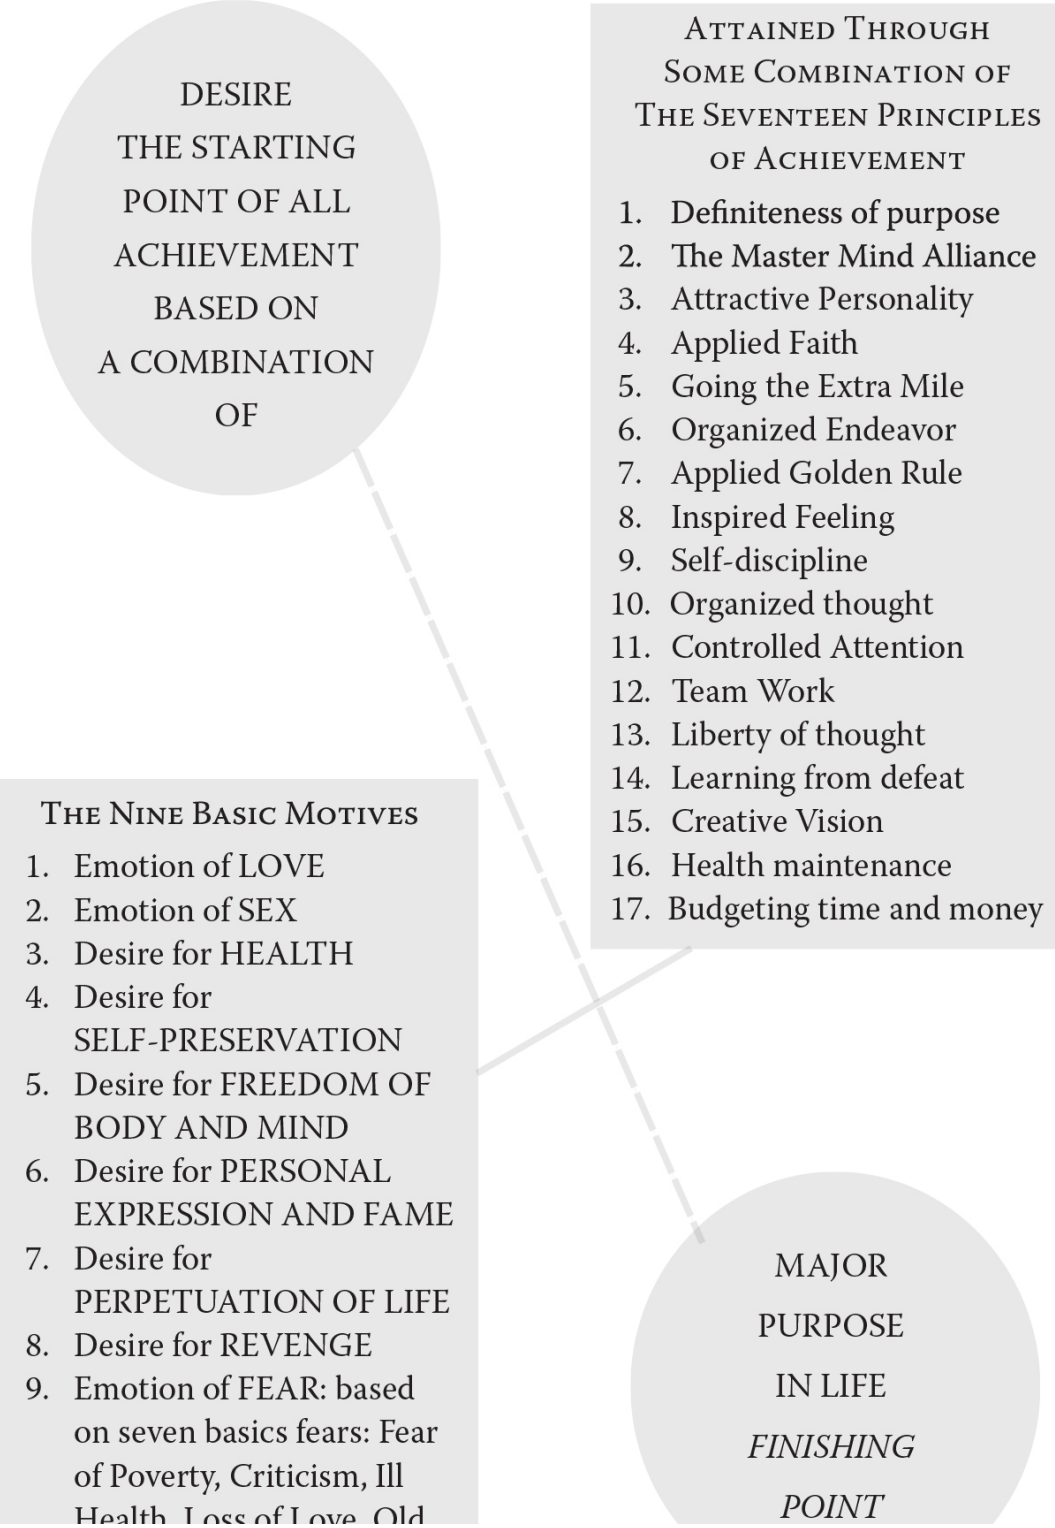 DESIRE
THE STARTING
POINT OF ALL
ACHIEVEMENT
BASED ON
A COMBINATION
OF
Attained Through
Some Combination of
The Seventeen Principles
of Achievement
1. Definiteness of purpose
2. The Master Mind Alliance
3. Attractive Personality
4. Applied Faith
5. Going the Extra Mile
6. Organized Endeavor
7. Applied Golden Rule
8. Inspired Feeling
9. Self-discipline
10. Organized thought
11. Controlled Attention
12. Team Work
13. Liberty of thought
14. Learning from defeat
15. Creative Vision
16. Health maintenance
17. Budgeting time and money
The Nine Basic Motives
1. Emotion of LOVE
2. Emotion of SEX
3. Desire for HEALTH
4. Desire for
SELF-PRESERVATION
5. Desire for FREEDOM OF
BODY AND MIND
6. Desire for PERSONAL
EXPRESSION AND FAME
7. Desire for
PERPETUATION OF LIFE
8. Desire for REVENGE
9. Emotion of FEAR: based
on seven basics fears: Fear
of Poverty, Criticism, Ill
Health, Loss of Love, Old
MAJOR
PURPOSE
IN LIFE
FINISHING
POINT